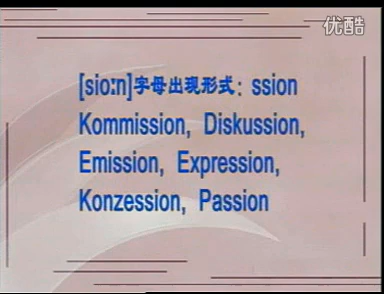 优酷
[sio:n]字母出现形式: ssion
Kommission, Diskussion,
Emission, Expression,
Konzession, Passion